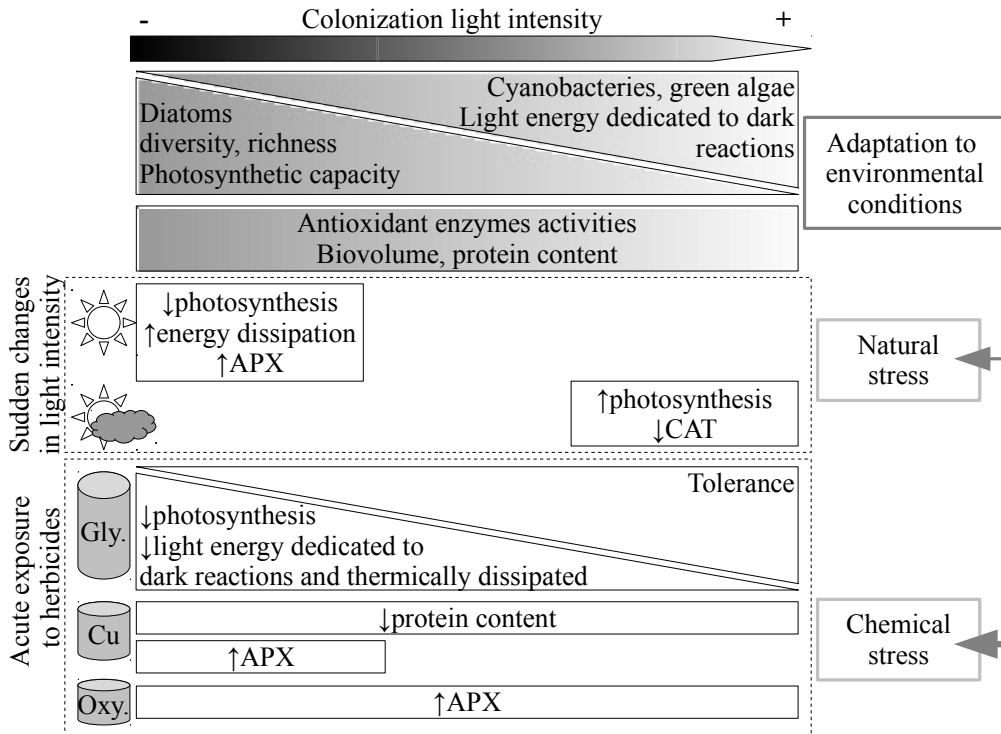 Colonization light intensity
-
+
Cyanobacteries, green algae
Light energy dedicated to dark
reactions
Diatoms
diversity, richness
Photosynthetic capacity
Adaptation to
environmental
conditions
Antioxidant enzymes activities
Biovolume, protein content
Sudden changes
in light intensity
↓photosynthesis
↑energy dissipation
↑APX
Natural
stress
↑photosynthesis
↓CAT
Acute exposure
to herbicides
Gly.
Tolerance
↓photosynthesis
↓light energy dedicated to
dark reactions and thermically dissipated
Cu
↓protein content
↑APX
Chemical
stress
Oxy.
↑APX